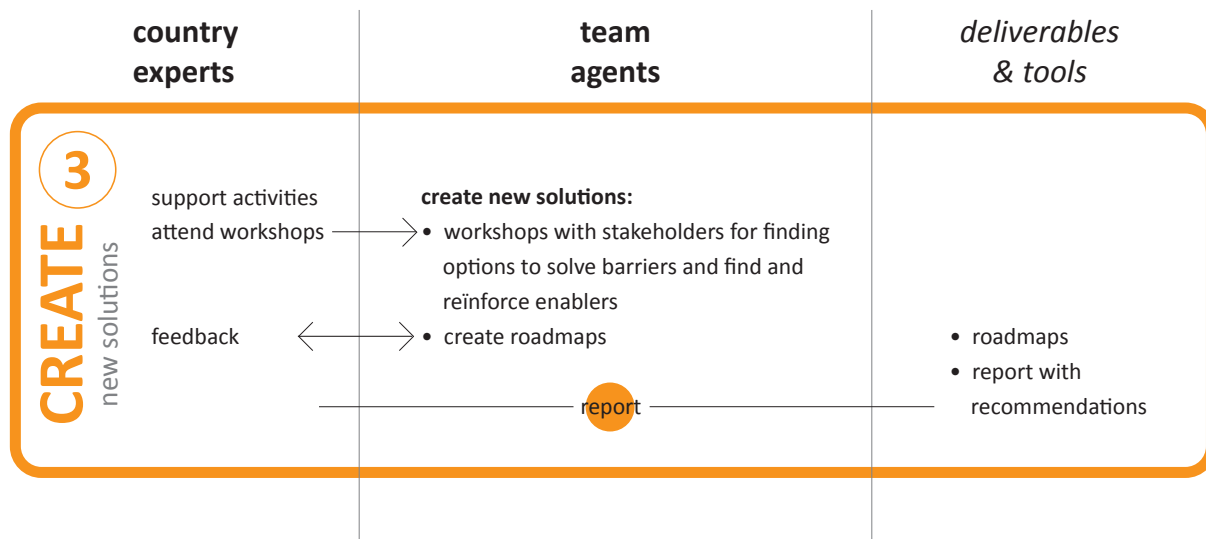 country
experts
team
agents
deliverables
& tools
3
CREATE
new solutions
support activities
attend workshops
create new solutions:
• workshops with stakeholders for finding
options to solve barriers and find and
reïnforce enablers
feedback
• create roadmaps
• roadmaps
• report with
recommendations
report